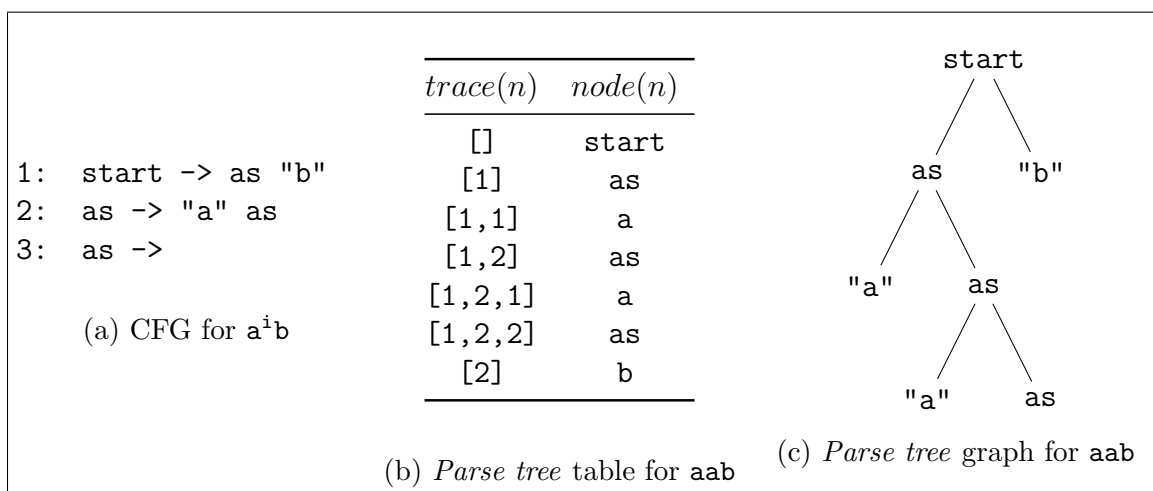 1: start -> as "b"
2: as -> "a" as
3: as ->
(a) CFG for aⁱb
trace(n) node(n)
[] start
[1] as
[1,1] a
[1,2] as
[1,2,1] a
[1,2,2] as
[2] b
(b) Parse tree table for aab
start
as "b"
"a" as
"a" as
(c) Parse tree graph for aab